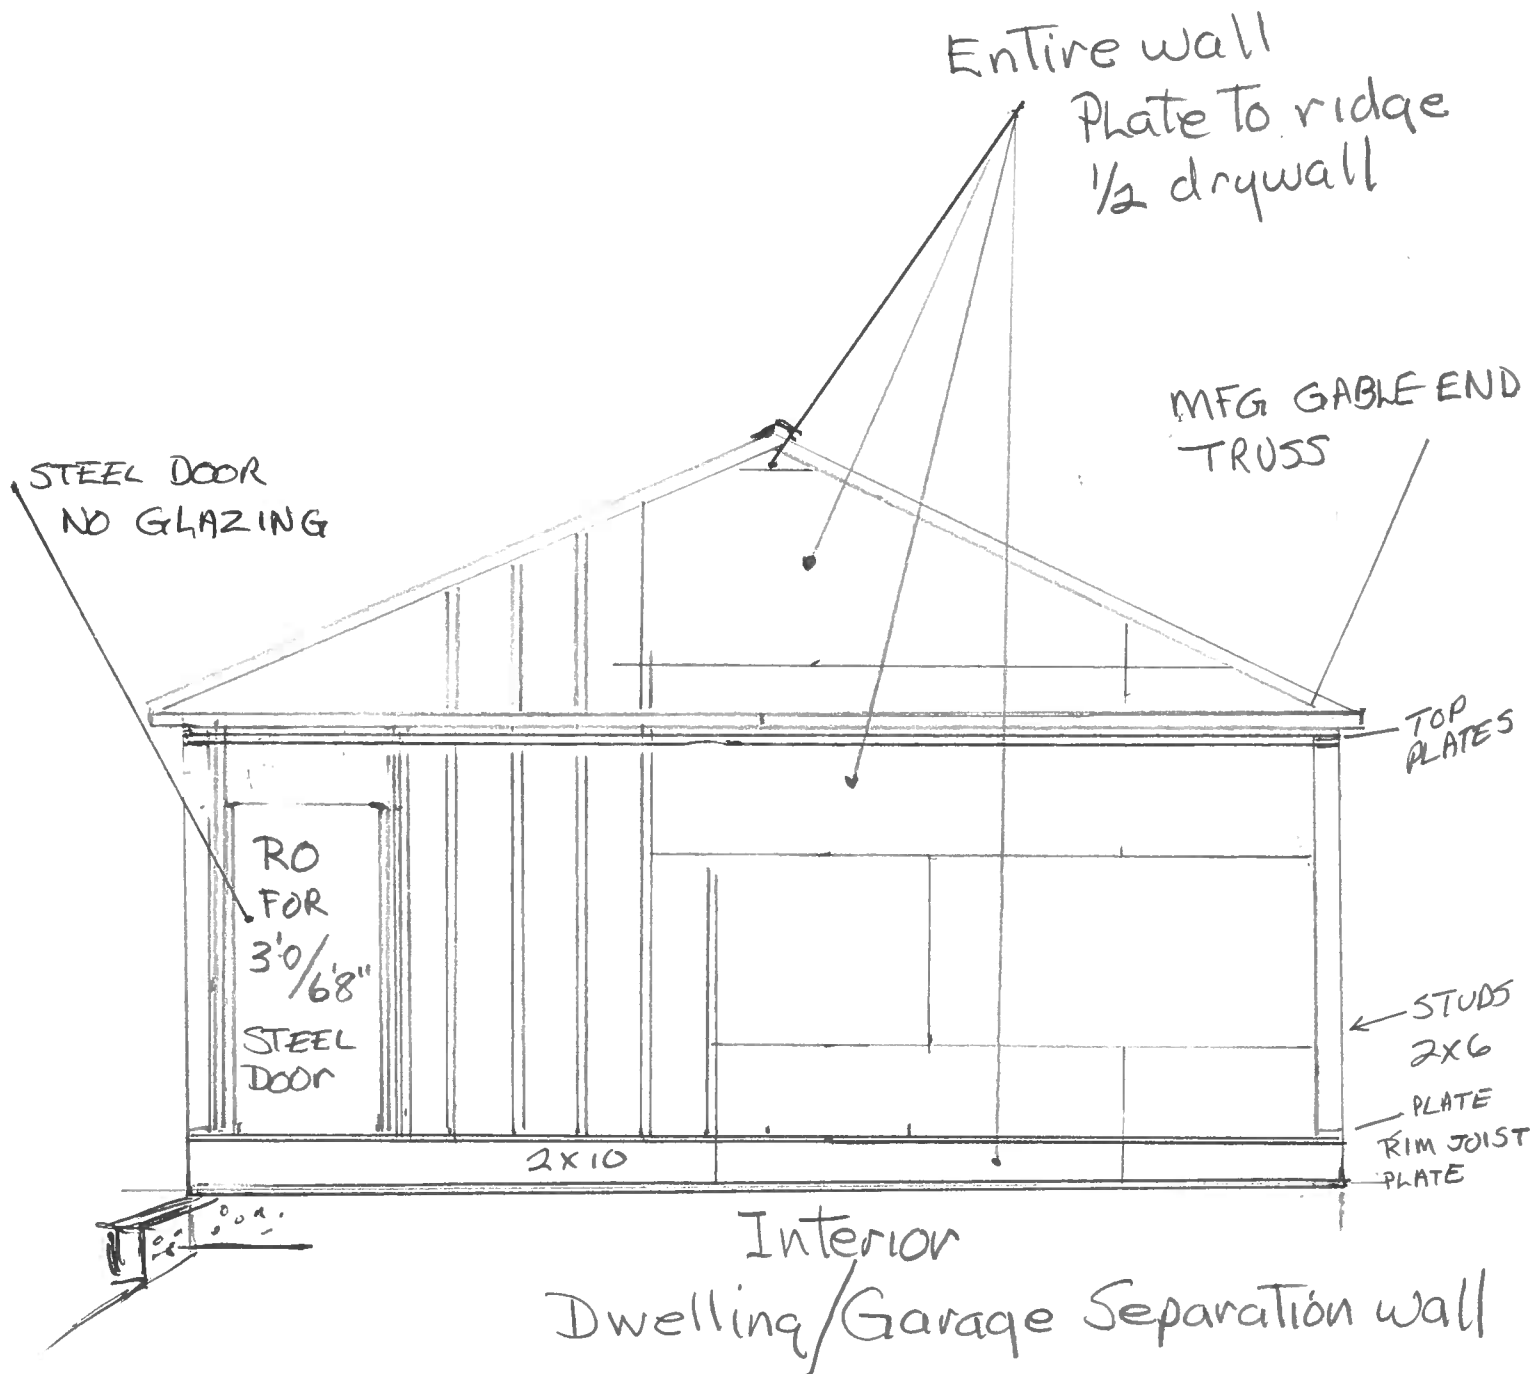 Entire wall
Plate To ridge
1/2 drywall
MFG GABLE END
TRUSS
STEEL DOOR
NO GLAZING
TOP
PLATES
RO
FOR
3'0/6'8"
STEEL
DOOR
STUDS
2x6
PLATE
RIM JOIST
PLATE
2x10
Interior
Dwelling/Garage Separation wall